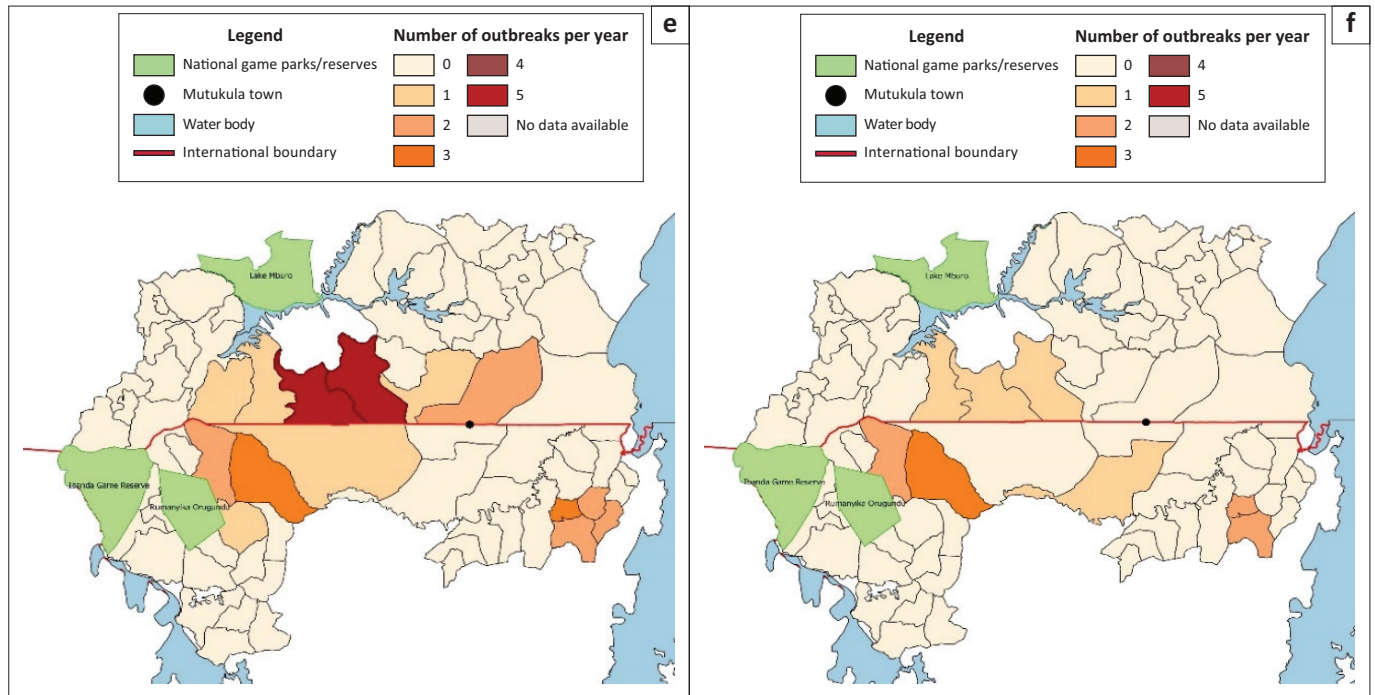 e
Legend
Number of outbreaks per year
National game parks/reserves
0
4
Mutukula town
1
5
Water body
2
No data available
International boundary
3
Lake Mburo
Ibanda Game Reserve
Rumanyika Orugundu
f
Legend
Number of outbreaks per year
National game parks/reserves
0
4
Mutukula town
1
5
Water body
2
No data available
International boundary
3
Lake Mburo
Ibanda Game Reserve
Rumanyika Orugundu